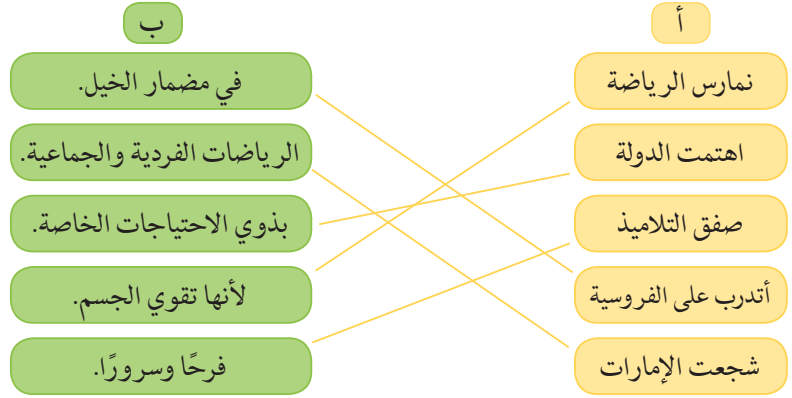 أ
ب
نمارس الرياضة
في مضمار الخيل.
اهتمت الدولة
الرياضات الفردية والجماعية.
صفق التلاميذ
بذوي الاحتياجات الخاصة.
أتدرب على الفروسية
لأنها تقوي الجسم.
شجعت الإمارات
فرحًا وسرورًا.